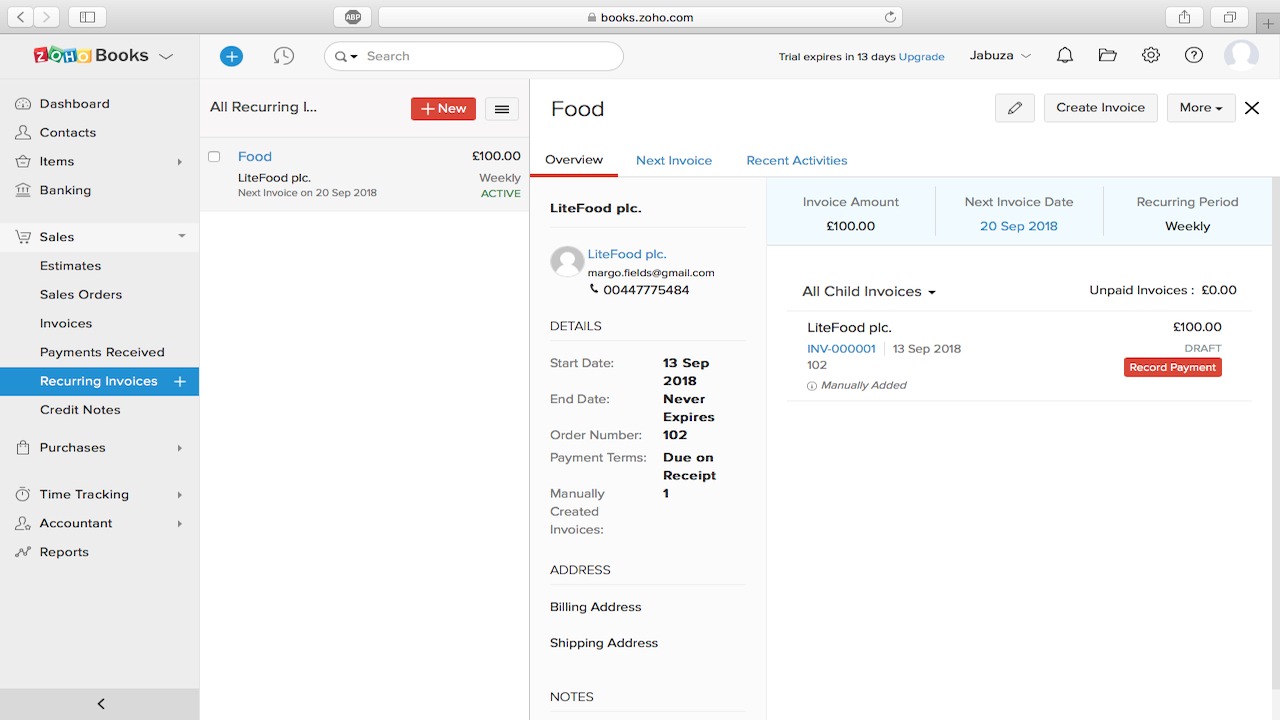 ABP
books.zoho.com
ZOHO Books
Search
Trial expires in 13 days Upgrade
Jabuza
Dashboard
Contacts
Items
Banking
Sales
Estimates
Sales Orders
Invoices
Payments Received
Recurring Invoices +
Credit Notes
Purchases
Time Tracking
Accountant
Reports
All Recurring I...
+ New
Food £100.00
LiteFood plc. Weekly
Next Invoice on 20 Sep 2018 ACTIVE
Food
Create Invoice
More
Overview Next Invoice Recent Activities
LiteFood plc.
LiteFood plc.
margo.fields@gmail.com
00447775484
DETAILS
Start Date: 13 Sep
2018
End Date: Never
Expires
Order Number: 102
Payment Terms: Due on
Receipt
Manually 1
Created
Invoices:
ADDRESS
Billing Address
Shipping Address
NOTES
Invoice Amount Next Invoice Date Recurring Period
£100.00 20 Sep 2018 Weekly
All Child Invoices Unpaid Invoices : £0.00
LiteFood plc. £100.00
INV-000001 13 Sep 2018 DRAFT
102 Record Payment
Manually Added